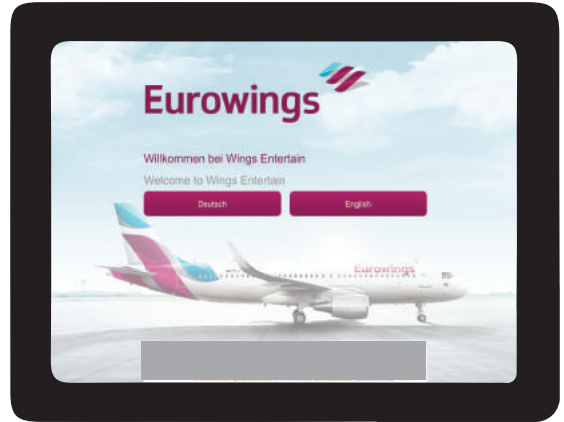 Eurowings
Willkommen bei Wings Entertain
Welcome to Wings Entertain
Deutsch English
Eurowings